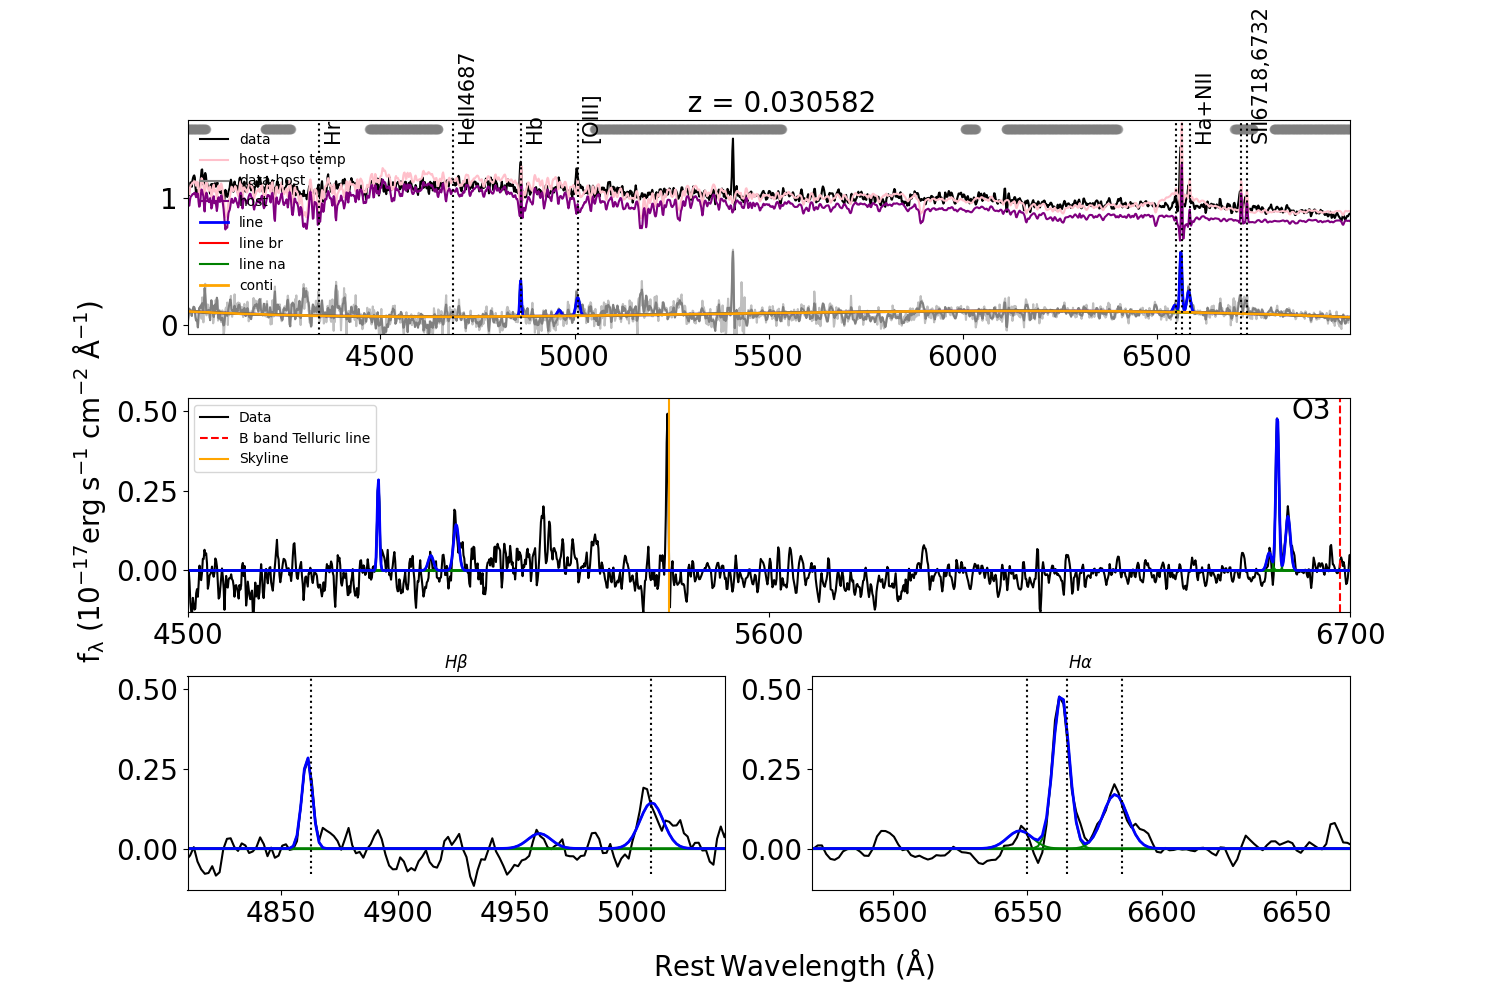 z = 0.030582
Hr
HeII4687
Hb
[OIII]
Ha+NII
SII6718,6732
data
host+qso temp
data-host
host
line
line br
line na
conti
1
0
4500 5000 5500 6000 6500
fλ (10⁻¹⁷erg s⁻¹ cm⁻² Å⁻¹)
O3
Data
B band Telluric line
Skyline
0.50
0.25
0.00
4500 5600 6700
Hβ
0.50
0.25
0.00
4850 4900 4950 5000
Hα
0.50
0.25
0.00
6500 6550 6600 6650
Rest Wavelength (Å)